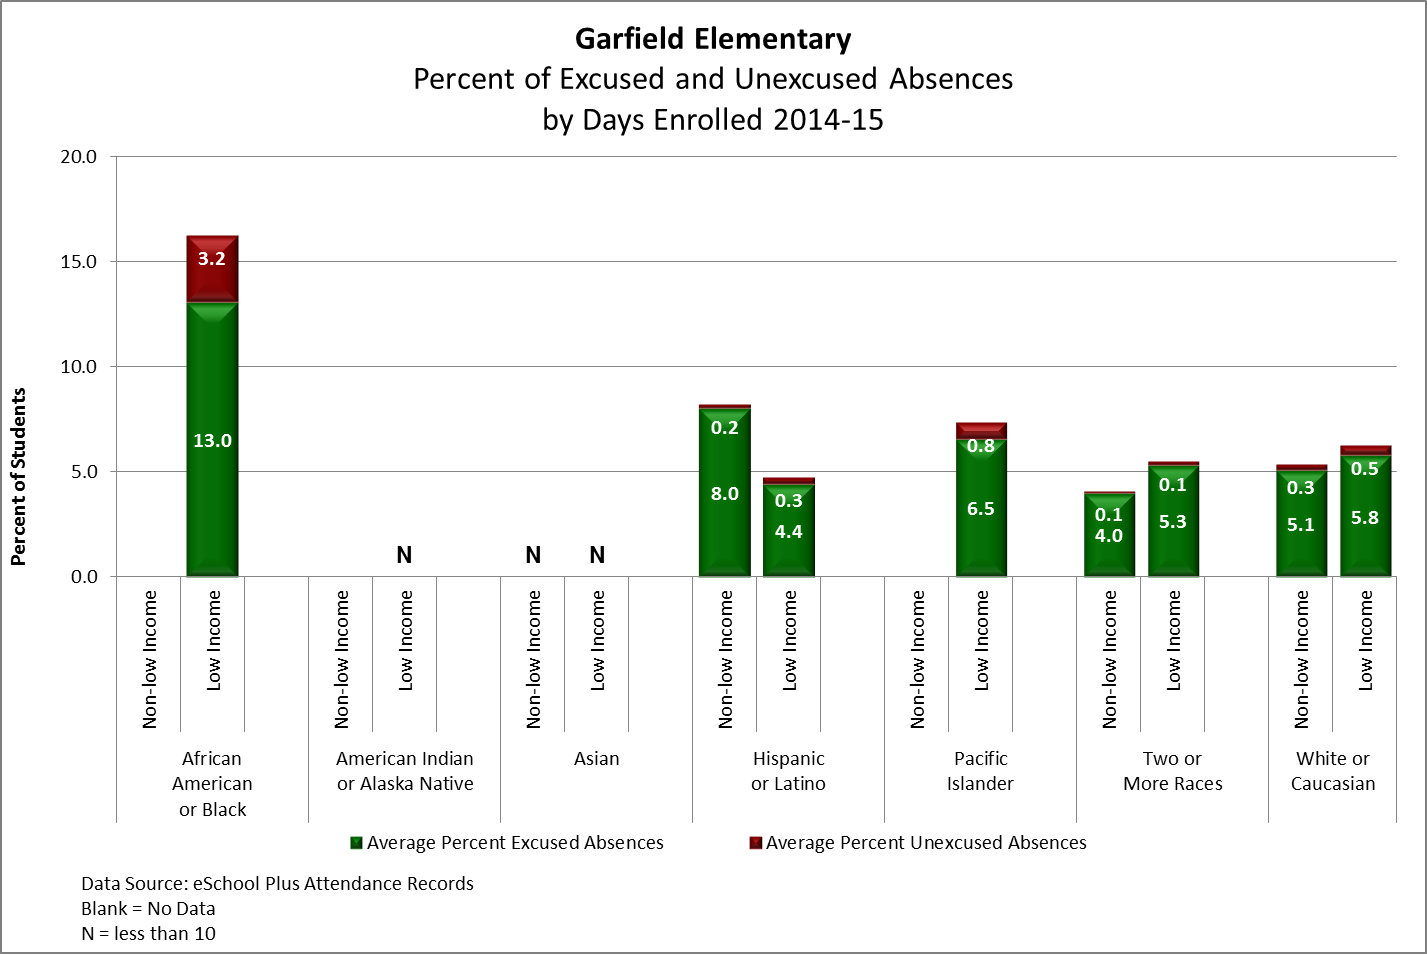 Garfield Elementary
Percent of Excused and Unexcused Absences
by Days Enrolled 2014-15
Percent of Students
20.0
15.0
10.0
5.0
0.0
3.2
13.0
N
N
N
0.2
8.0
0.3
4.4
0.8
6.5
0.1
4.0
0.1
5.3
0.3
5.1
0.5
5.8
Non-low Income
Low Income
Non-low Income
Low Income
Non-low Income
Low Income
Non-low Income
Low Income
Non-low Income
Low Income
Non-low Income
Low Income
Non-low Income
Low Income
African
American
or Black
American Indian
or Alaska Native
Asian
Hispanic
or Latino
Pacific
Islander
Two or
More Races
White or
Caucasian
Average Percent Excused Absences
Average Percent Unexcused Absences
Data Source: eSchool Plus Attendance Records
Blank = No Data
N = less than 10